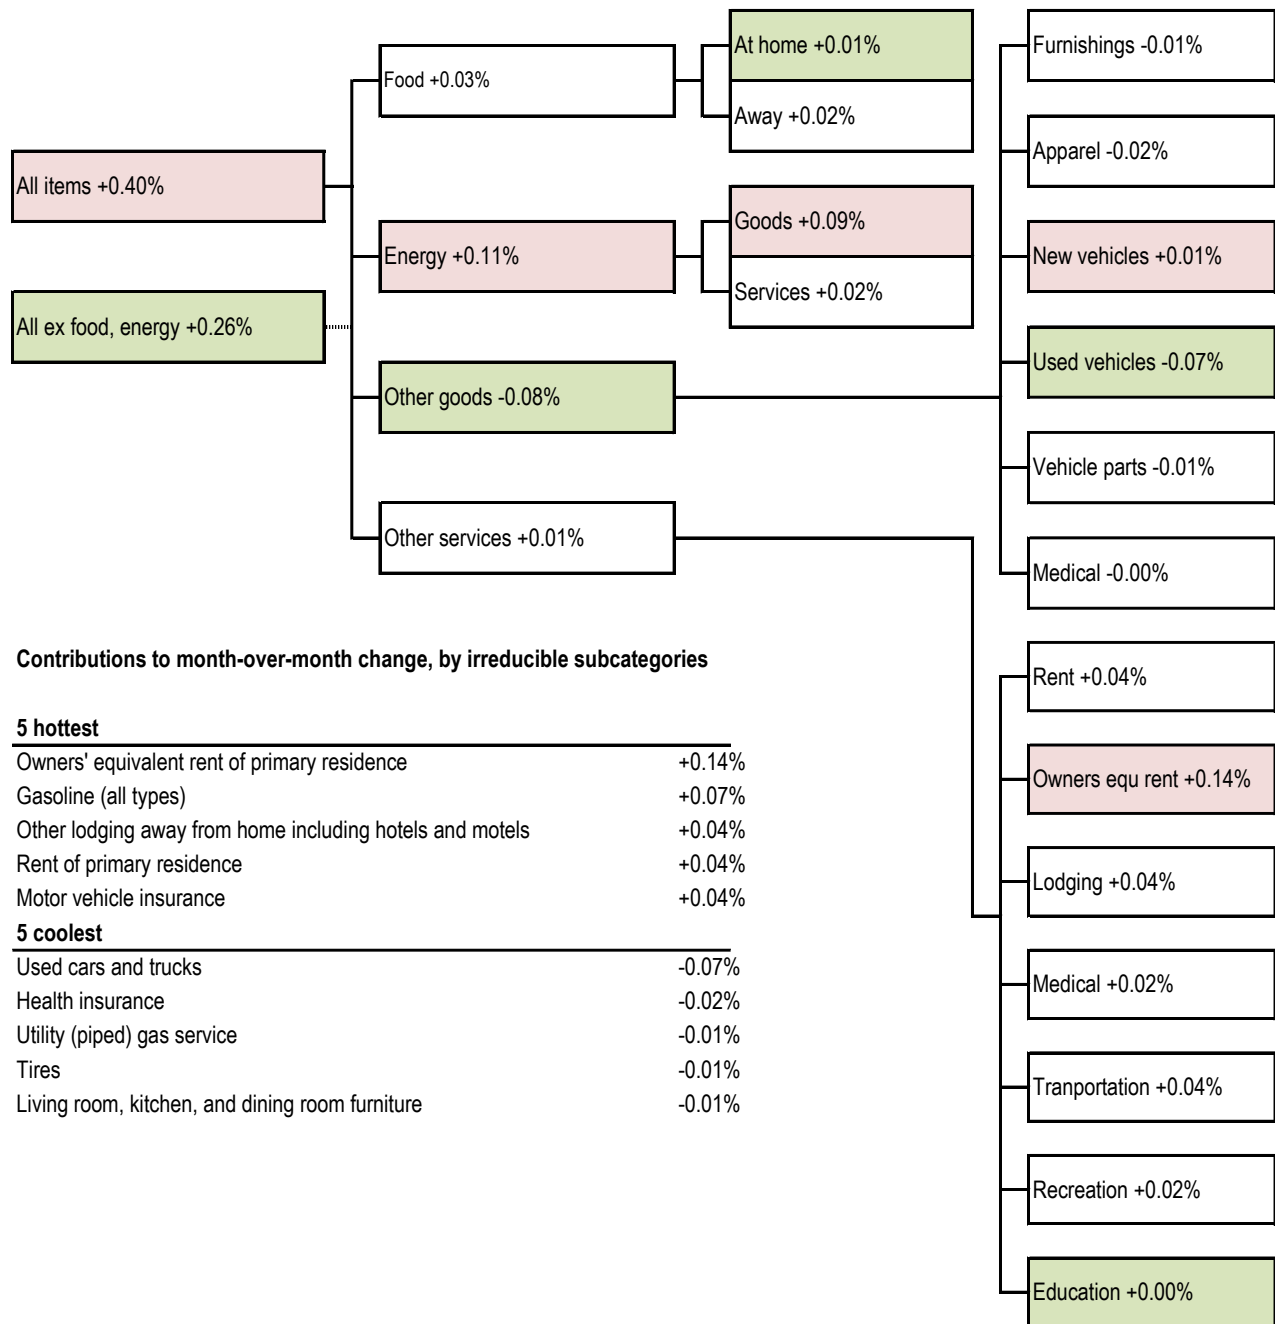 All items +0.40%
All ex food, energy +0.26%
Food +0.03%
Energy +0.11%
Other goods -0.08%
Other services +0.01%
At home +0.01%
Away +0.02%
Goods +0.09%
Services +0.02%
Furnishings -0.01%
Apparel -0.02%
New vehicles +0.01%
Used vehicles -0.07%
Vehicle parts -0.01%
Medical -0.00%
Rent +0.04%
Owners equ rent +0.14%
Lodging +0.04%
Medical +0.02%
Tranportation +0.04%
Recreation +0.02%
Education +0.00%
Contributions to month-over-month change, by irreducible subcategories
5 hottest
Owners' equivalent rent of primary residence +0.14%
Gasoline (all types) +0.07%
Other lodging away from home including hotels and motels +0.04%
Rent of primary residence +0.04%
Motor vehicle insurance +0.04%
5 coolest
Used cars and trucks -0.07%
Health insurance -0.02%
Utility (piped) gas service -0.01%
Tires -0.01%
Living room, kitchen, and dining room furniture -0.01%